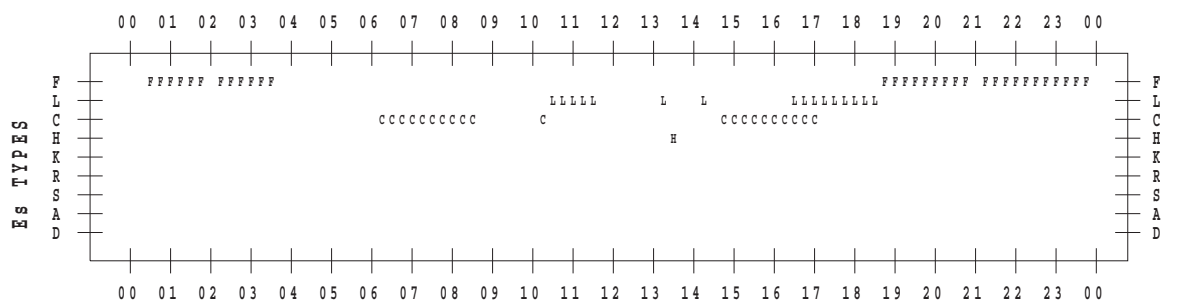 00 01 02 03 04 05 06 07 08 09 10 11 12 13 14 15 16 17 18 19 20 21 22 23 00
F FFFFFF FFFFFF FFFFFFFFF FFFFFFFFFFF F
L LLLLL L L LLLLLLLLL L
C CCCCCCCCCC C CCCCCCCCCC C
H H H
K K
R R
S S
A A
D D
Es TYPES
00 01 02 03 04 05 06 07 08 09 10 11 12 13 14 15 16 17 18 19 20 21 22 23 00